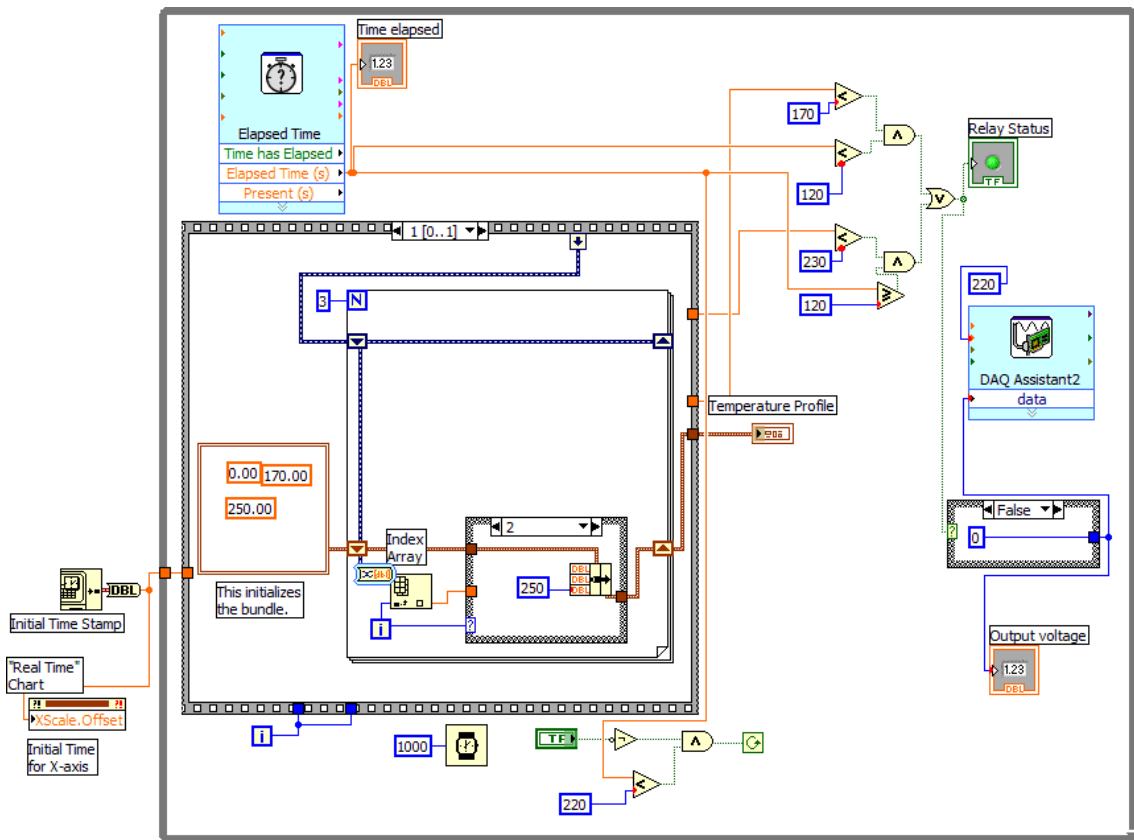 Time elapsed
1.23
DBL
Elapsed Time
Time has Elapsed
Elapsed Time (s)
Present (s)
170
120
230
120
Relay Status
TF
220
DAQ Assistant2
data
1 [0..1]
3
N
Temperature Profile
0.00
170.00
250.00
This initializes
the bundle.
Index
Array
i
2
250
DBL
DBL
DBL
False
0
Output voltage
1.23
DBL
DBL
Initial Time Stamp
"Real Time"
Chart
XScale.Offset
Initial Time
for X-axis
i
1000
TF
220